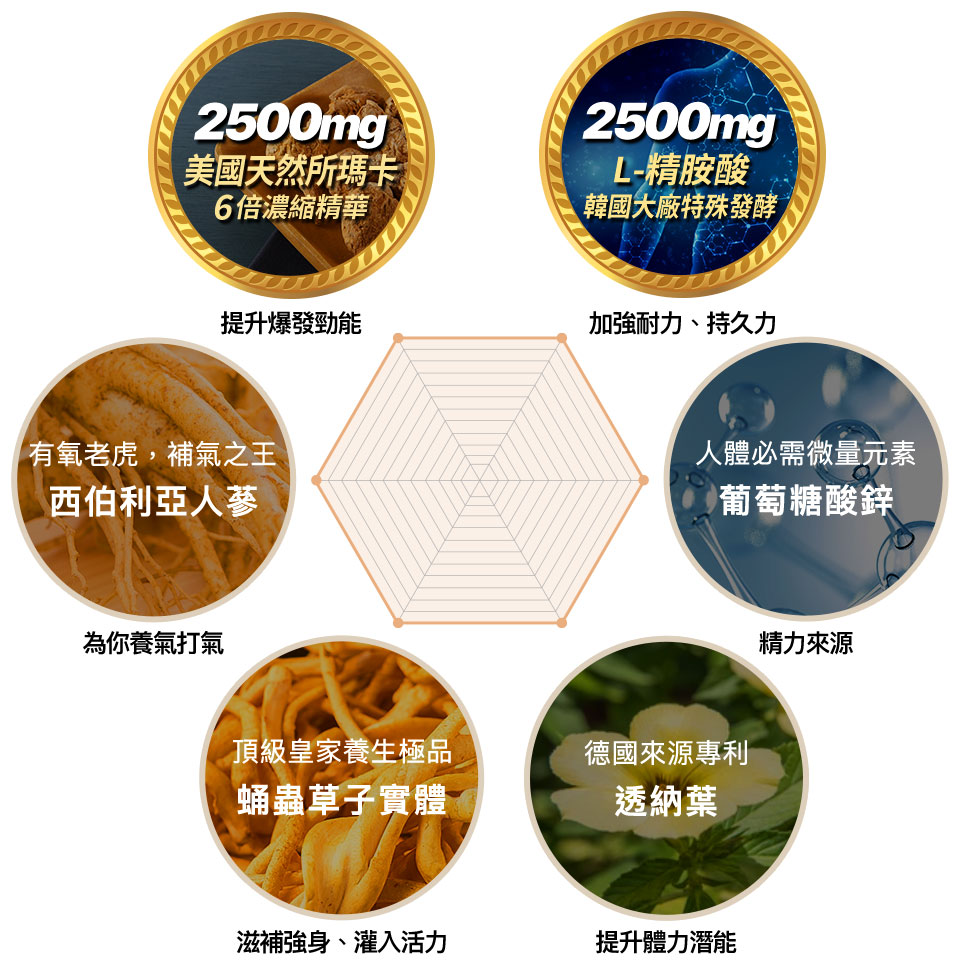 2500mg
美國天然所瑪卡
6倍濃縮精華
提升爆發勁能
2500mg
L-精胺酸
韓國大廠特殊發酵
加強耐力、持久力
有氧老虎，補氣之王
西伯利亞人蔘
為你養氣打氣
人體必需微量元素
葡萄糖酸鋅
精力來源
頂級皇家養生極品
蛹蟲草子實體
滋補強身、灌入活力
德國來源專利
透納葉
提升體力潛能